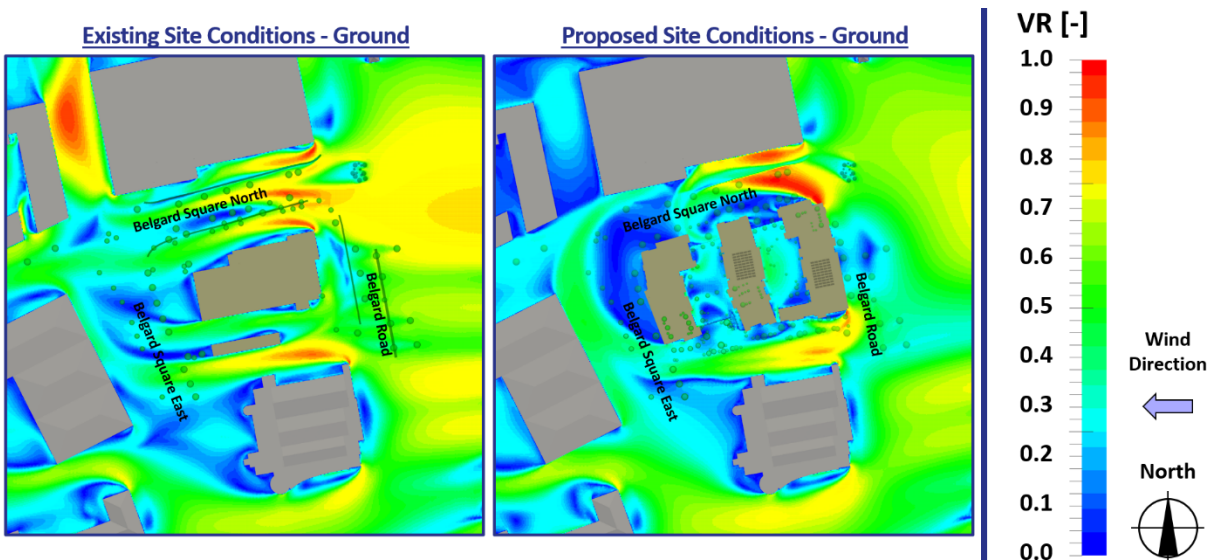 Existing Site Conditions - Ground
Belgard Square North
Belgard Road
Belgard Square East
Proposed Site Conditions - Ground
Belgard Square North
Belgard Road
Belgard Square East
VR [-]
1.0
0.9
0.8
0.7
0.6
0.5
0.4
0.3
0.2
0.1
0.0
Wind
Direction
North